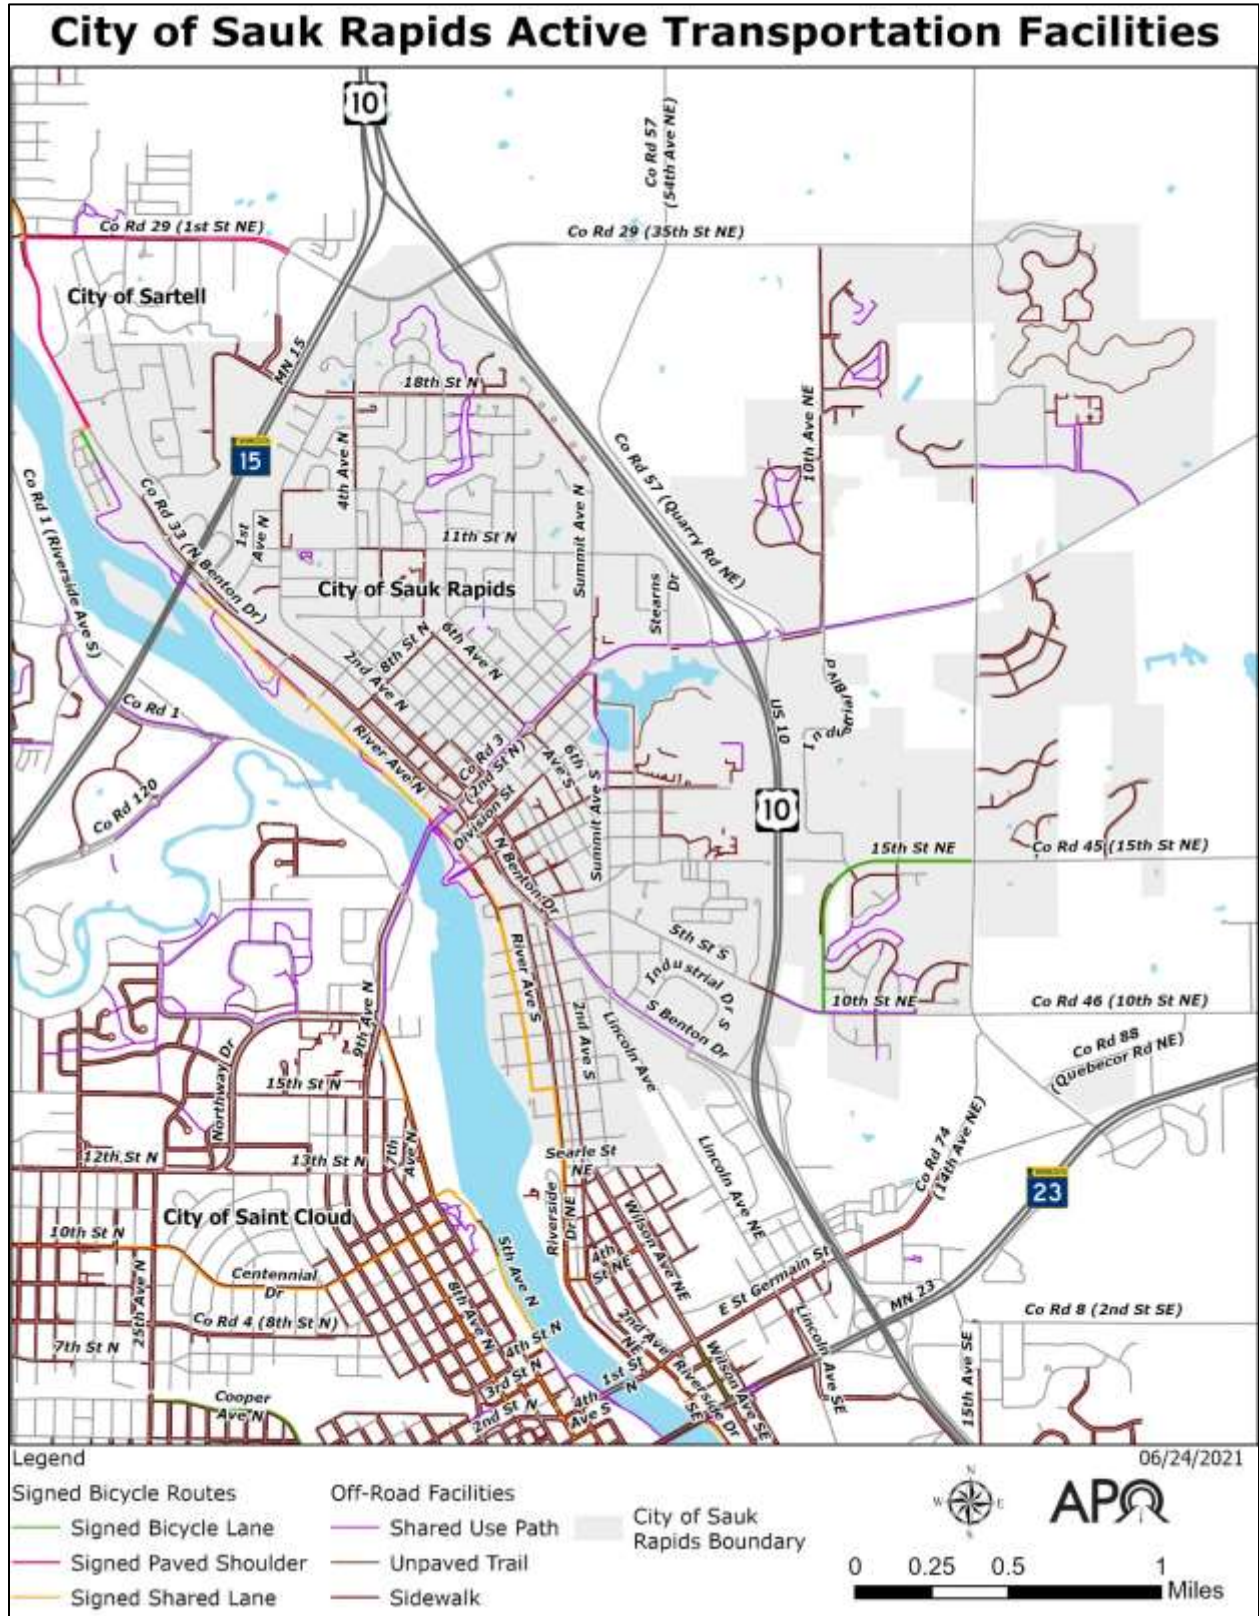 City of Sauk Rapids Active Transportation Facilities
10
Co Rd 57
(54th Ave NE)
Co Rd 29 (1st St NE)
Co Rd 29 (35th St NE)
City of Sartell
MN 15
18th St N
15
4th Ave N
10th Ave NE
Co Rd 57 (Quarry Rd NE)
Co Rd 1 (Riverside Ave S)
Co Rd 33 (N Benton Dr)
1st
Ave N
11th St N
Summit Ave N
City of Sauk Rapids
Stearns
Dr
8th St N
6th Ave N
2nd Ave N
Industrial Blvd
Co Rd 1
US 10
River Ave N
Co Rd 3
(2nd St N)
6th
Ave S
Co Rd 120
Division St
Summit Ave S
10
15th St NE
Co Rd 45 (15th St NE)
N Benton Dr
River Ave S
5th St S
Industrial Dr S
10th St NE
Co Rd 46 (10th St NE)
9th Ave N
2nd Ave S
Lincoln Ave
S Benton Dr
Co Rd 88
(Quebecor Rd NE)
Northway Dr
15th St N
Co Rd 74
(14th Ave NE)
12th St N
13th St N
7th
Ave N
Searle St
NE
Lincoln Ave NE
23
City of Saint Cloud
10th St N
Riverside
Dr NE
Wilson Ave NE
4th
St NE
5th Ave N
Centennial
Dr
E St Germain St
MN 23
25th Ave N
Co Rd 4 (8th St N)
8th Ave N
Co Rd 8 (2nd St SE)
7th St N
4th St N
2nd Ave
NE
Lincoln Ave SE
15th Ave SE
3rd St N
1st St
N
Wilson Ave SE
Riverside Dr
SE
Cooper
Ave N
2nd St N
4th
Ave S
Legend
06/24/2021
Signed Bicycle Routes
Off-Road Facilities
Signed Bicycle Lane
Shared Use Path
City of Sauk
Rapids Boundary
Signed Paved Shoulder
Unpaved Trail
Signed Shared Lane
Sidewalk
N
W
E
S
APO
0 0.25 0.5 1
Miles